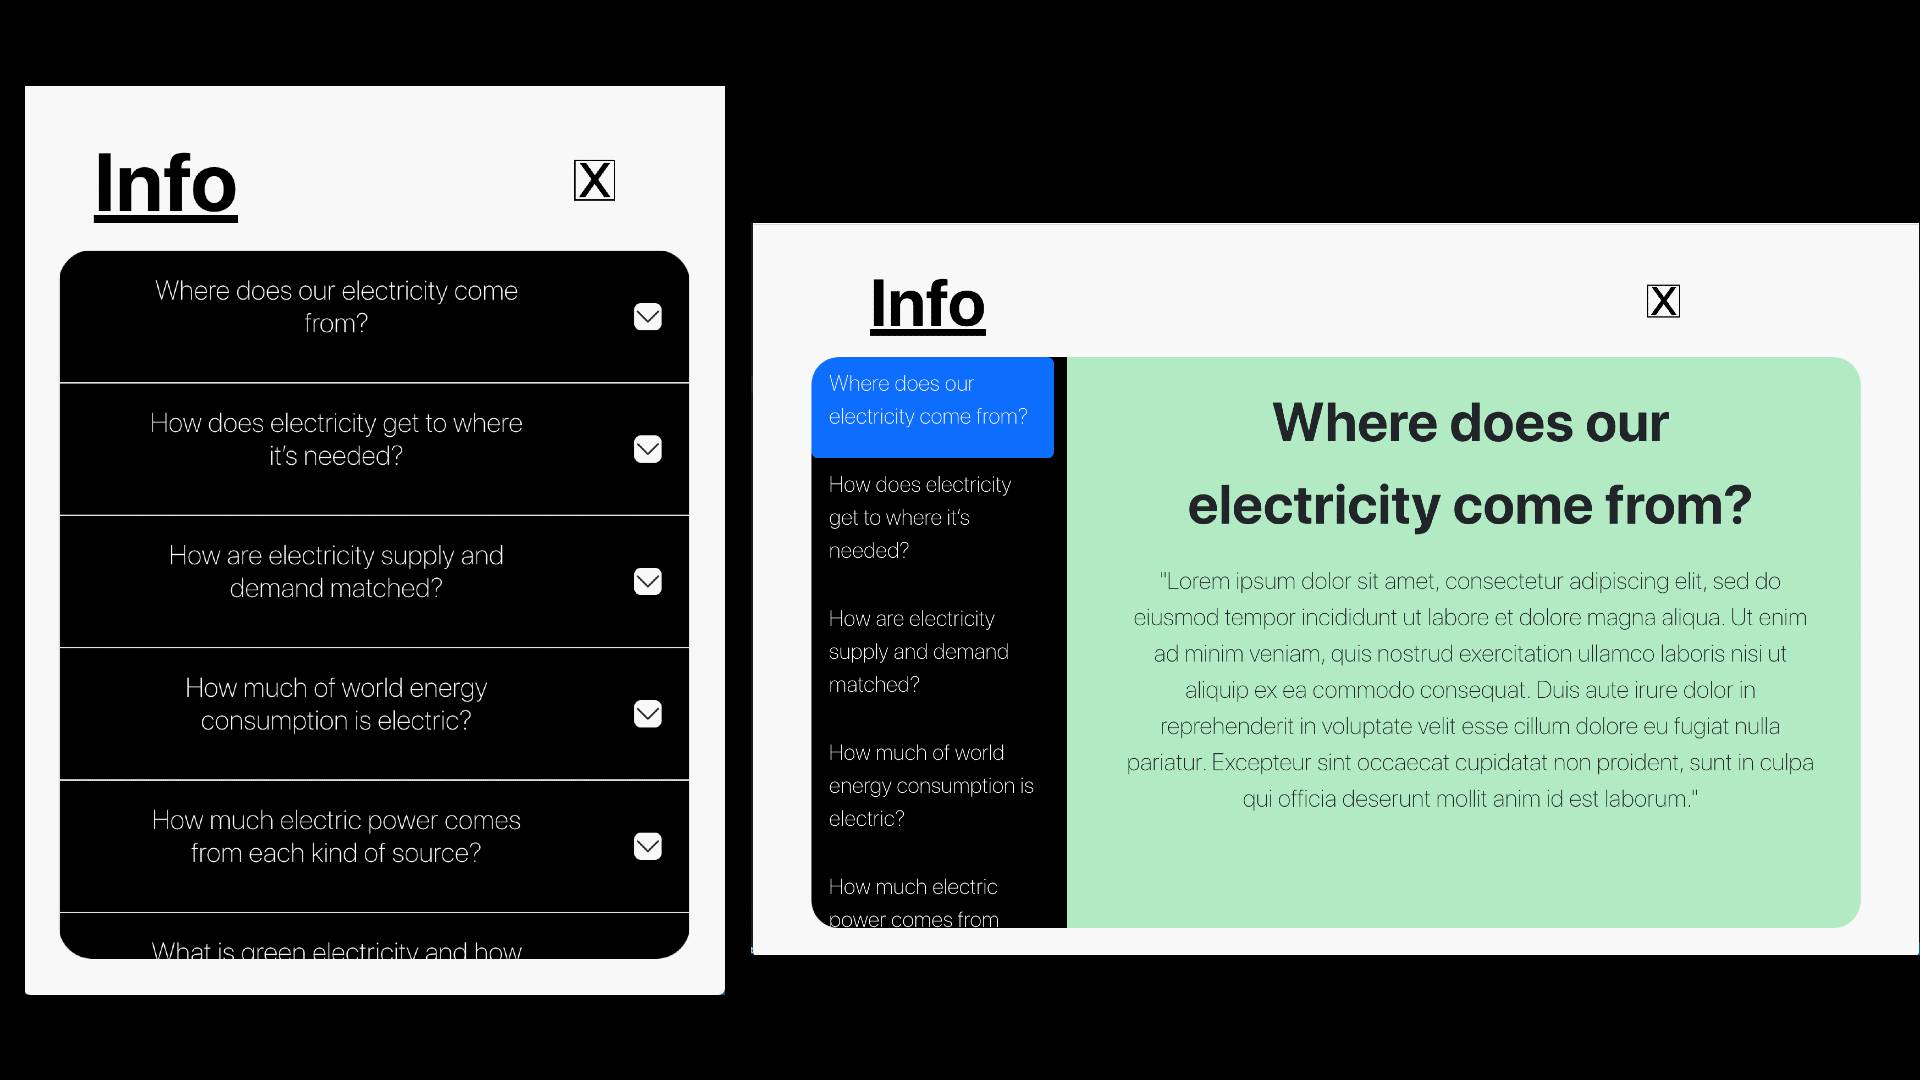 Info
X
Where does our electricity come
from?
How does electricity get to where
it’s needed?
How are electricity supply and
demand matched?
How much of world energy
consumption is electric?
How much electric power comes
from each kind of source?
What is green electricity and how
Info
X
Where does our
electricity come from?
How does electricity
get to where it’s
needed?
How are electricity
supply and demand
matched?
How much of world
energy consumption is
electric?
How much electric
power comes from
Where does our
electricity come from?
"Lorem ipsum dolor sit amet, consectetur adipiscing elit, sed do
eiusmod tempor incididunt ut labore et dolore magna aliqua. Ut enim
ad minim veniam, quis nostrud exercitation ullamco laboris nisi ut
aliquip ex ea commodo consequat. Duis aute irure dolor in
reprehenderit in voluptate velit esse cillum dolore eu fugiat nulla
pariatur. Excepteur sint occaecat cupidatat non proident, sunt in culpa
qui officia deserunt mollit anim id est laborum."